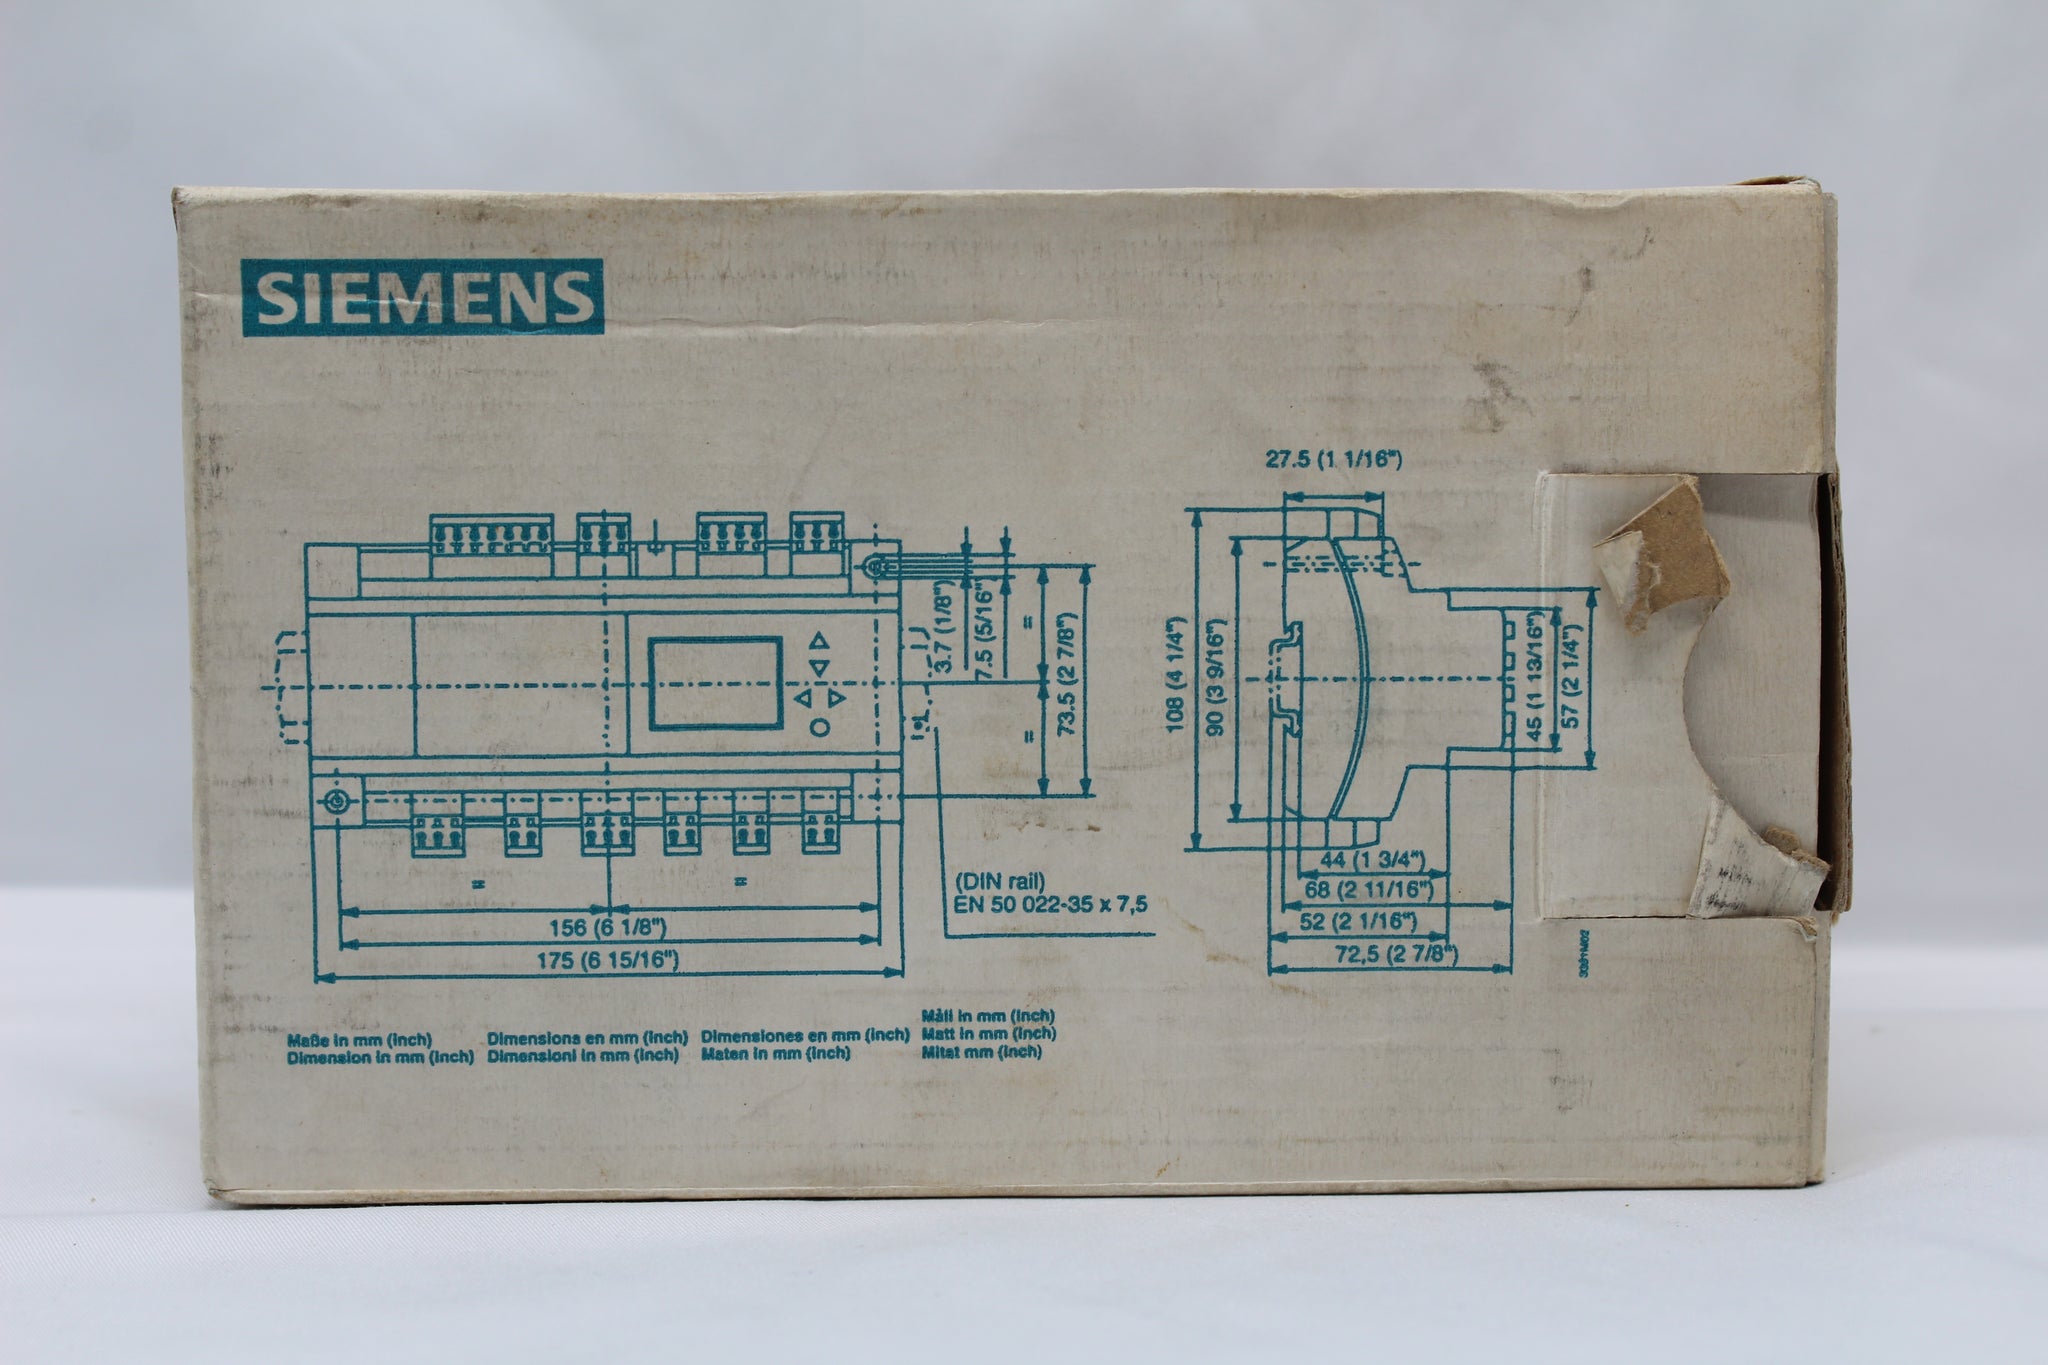 SIEMENS
27.5 (1 1/16")
3.7 (1/8")
7.5 (5/16")
=
=
73.5 (2 7/8")
108 (4 1/4")
90 (3 9/16")
45 (1 13/16")
57 (2 1/4")
=
=
156 (6 1/8")
175 (6 15/16")
(DIN rail)
EN 50 022-35 x 7,5
44 (1 3/4")
68 (2 11/16")
52 (2 1/16")
72,5 (2 7/8")
Maße in mm (inch)
Dimension in mm (inch)
Dimensions en mm (inch)
Dimensioni in mm (inch)
Dimensiones en mm (inch)
Maten in mm (inch)
Mål i in mm (inch)
Mått in mm (inch)
Mitat mm (inch)